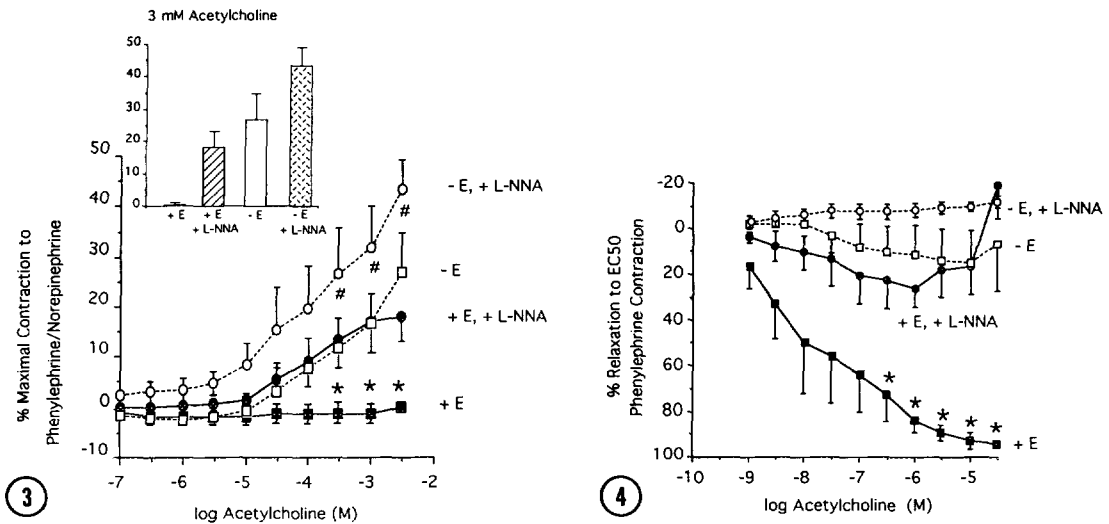 3 mM Acetylcholine
50
40
30
20
10
0
+ E
+ E
- E
- E
+ L-NNA
+ L-NNA
% Maximal Contraction to
Phenylephrine/Norepinephrine
50
40
30
20
10
0
-10
-7
-6
-5
-4
-3
-2
log Acetylcholine (M)
- E, + L-NNA
- E
+ E, + L-NNA
+ E
#
#
#
*
*
*
3
% Relaxation to EC50
Phenylephrine Contraction
-20
0
20
40
60
80
100
-10
-9
-8
-7
-6
-5
-4
log Acetylcholine (M)
- E, + L-NNA
- E
+ E, + L-NNA
+ E
*
*
*
*
*
4